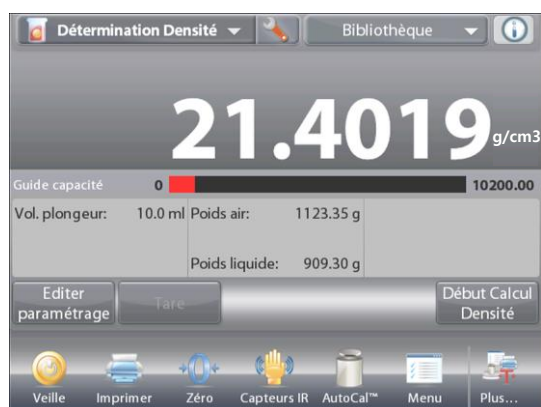 Détermination Densité Bibliothèque
21.4019 g/cm3
Guide capacité 0 10200.00
Vol. plongeur: 10.0 ml Poids air: 1123.35 g
Poids liquide: 909.30 g
Editer paramétrage
Tare
Début Calcul Densité
Veille Imprimer Zéro Capteurs IR AutoCal™ Menu Plus...